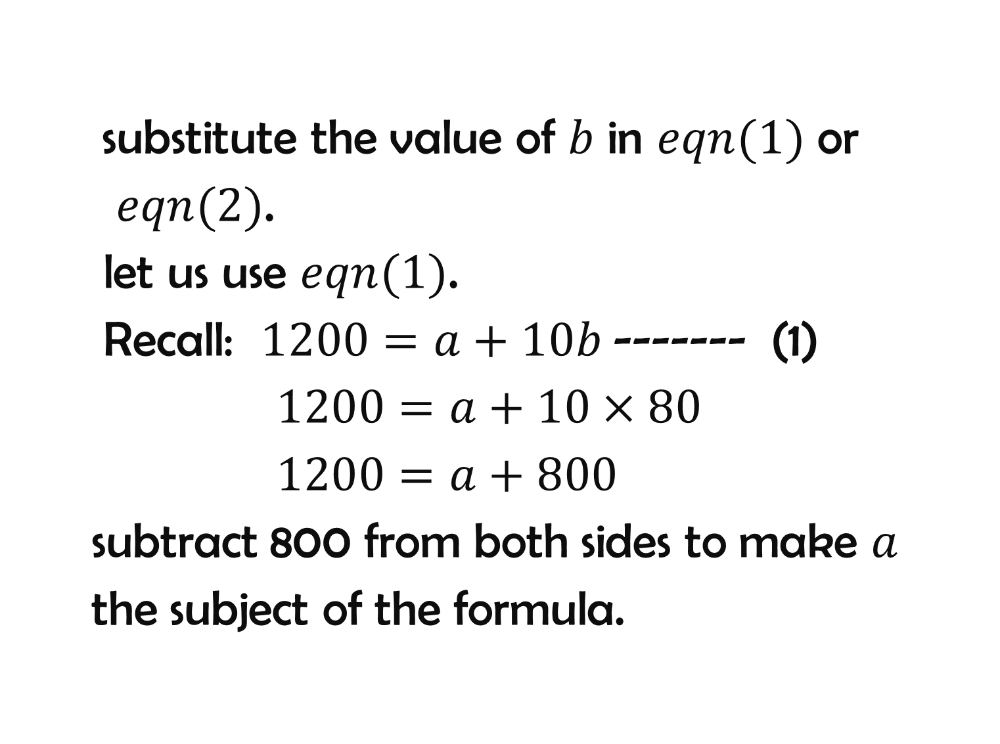 substitute the value of 𝑏 in 𝑒𝑞𝑛(1) or
𝑒𝑞𝑛(2).
let us use 𝑒𝑞𝑛(1).
Recall: 1200 = 𝑎 + 10𝑏 ------- (1)
1200 = 𝑎 + 10 × 80
1200 = 𝑎 + 800
subtract 800 from both sides to make 𝑎
the subject of the formula.